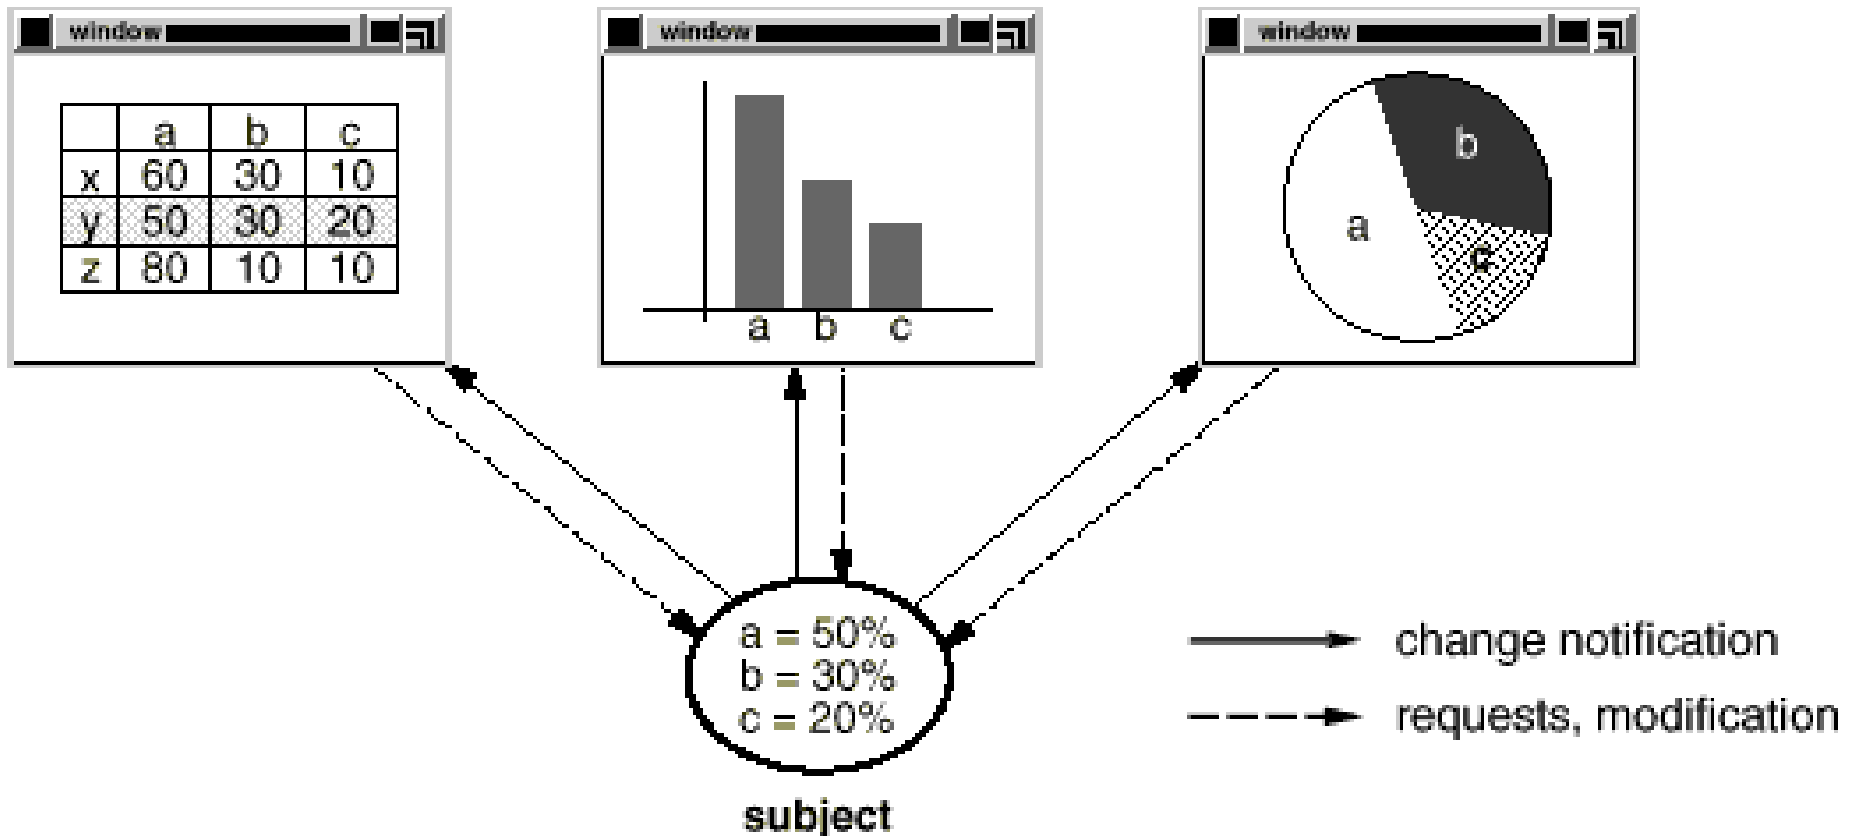 window
a b c
x 60 30 10
y 50 30 20
z 80 10 10
window
a b c
window
b
a
c
a = 50%
b = 30%
c = 20%
subject
change notification
requests, modification